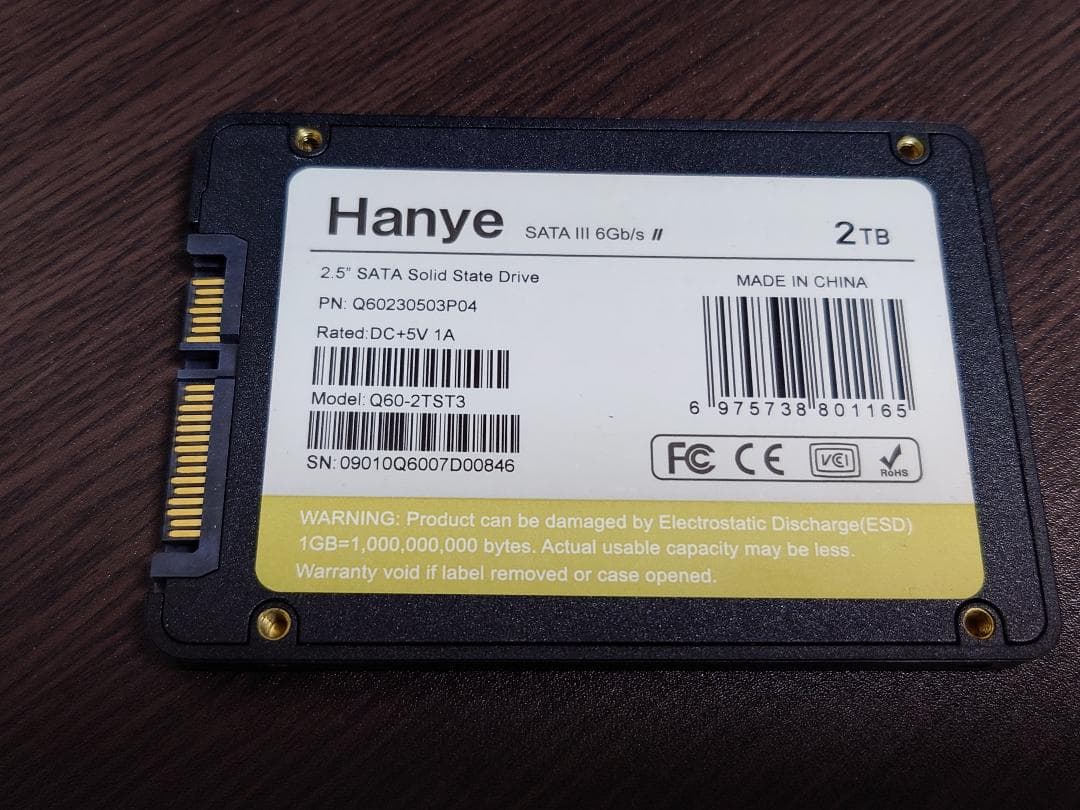 Hanye SATA III 6Gb/s // 2TB
2.5" SATA Solid State Drive
PN: Q60230503P04
Rated:DC+5V 1A
Model: Q60-2TST3
SN: 09010Q6007D00846
MADE IN CHINA
6 975738 801165
FC CE VCI RoHS
WARNING: Product can be damaged by Electrostatic Discharge(ESD)
1GB=1,000,000,000 bytes. Actual usable capacity may be less.
Warranty void if label removed or case opened.